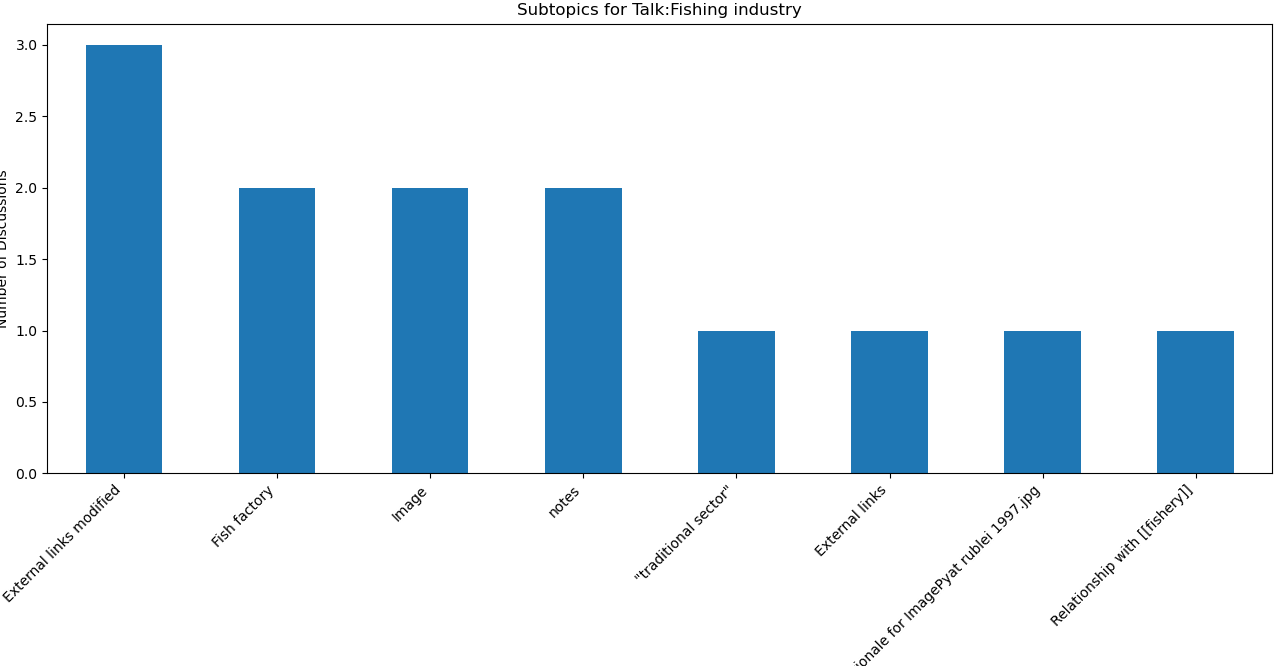 Subtopics for Talk:Fishing industry
Number of Discussions
3.0
2.5
2.0
1.5
1.0
0.5
0.0
External links modified
Fish factory
Image
notes
"traditional sector"
External links
for ImagePyat rublei 1997.jpg
Relationship with [[fishery]]